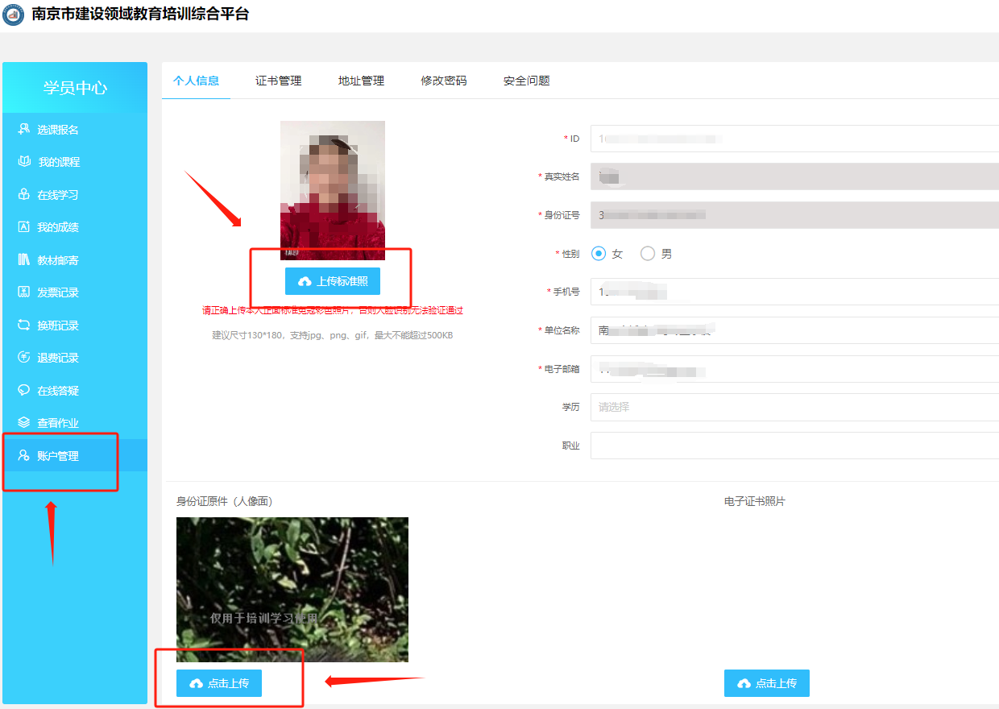 南京市建设领域教育培训综合平台
学员中心
选课报名
我的课程
在线学习
我的成绩
教材邮寄
发票记录
换班记录
退费记录
在线答疑
查看作业
账户管理
个人信息 证书管理 地址管理 修改密码 安全问题
上传标准照
请正确上传本人正面标准免冠彩色照片，否则人脸识别无法验证通过
建议尺寸130*180，支持jpg、png、gif，最大不能超过500KB
* ID 1
* 真实姓名
* 身份证号 3
* 性别 女 男
* 手机号 1
* 单位名称 南
* 电子邮箱
学历 请选择
职业
身份证原件（人像面）
仅用于培训学习使用
点击上传
电子证书照片
点击上传